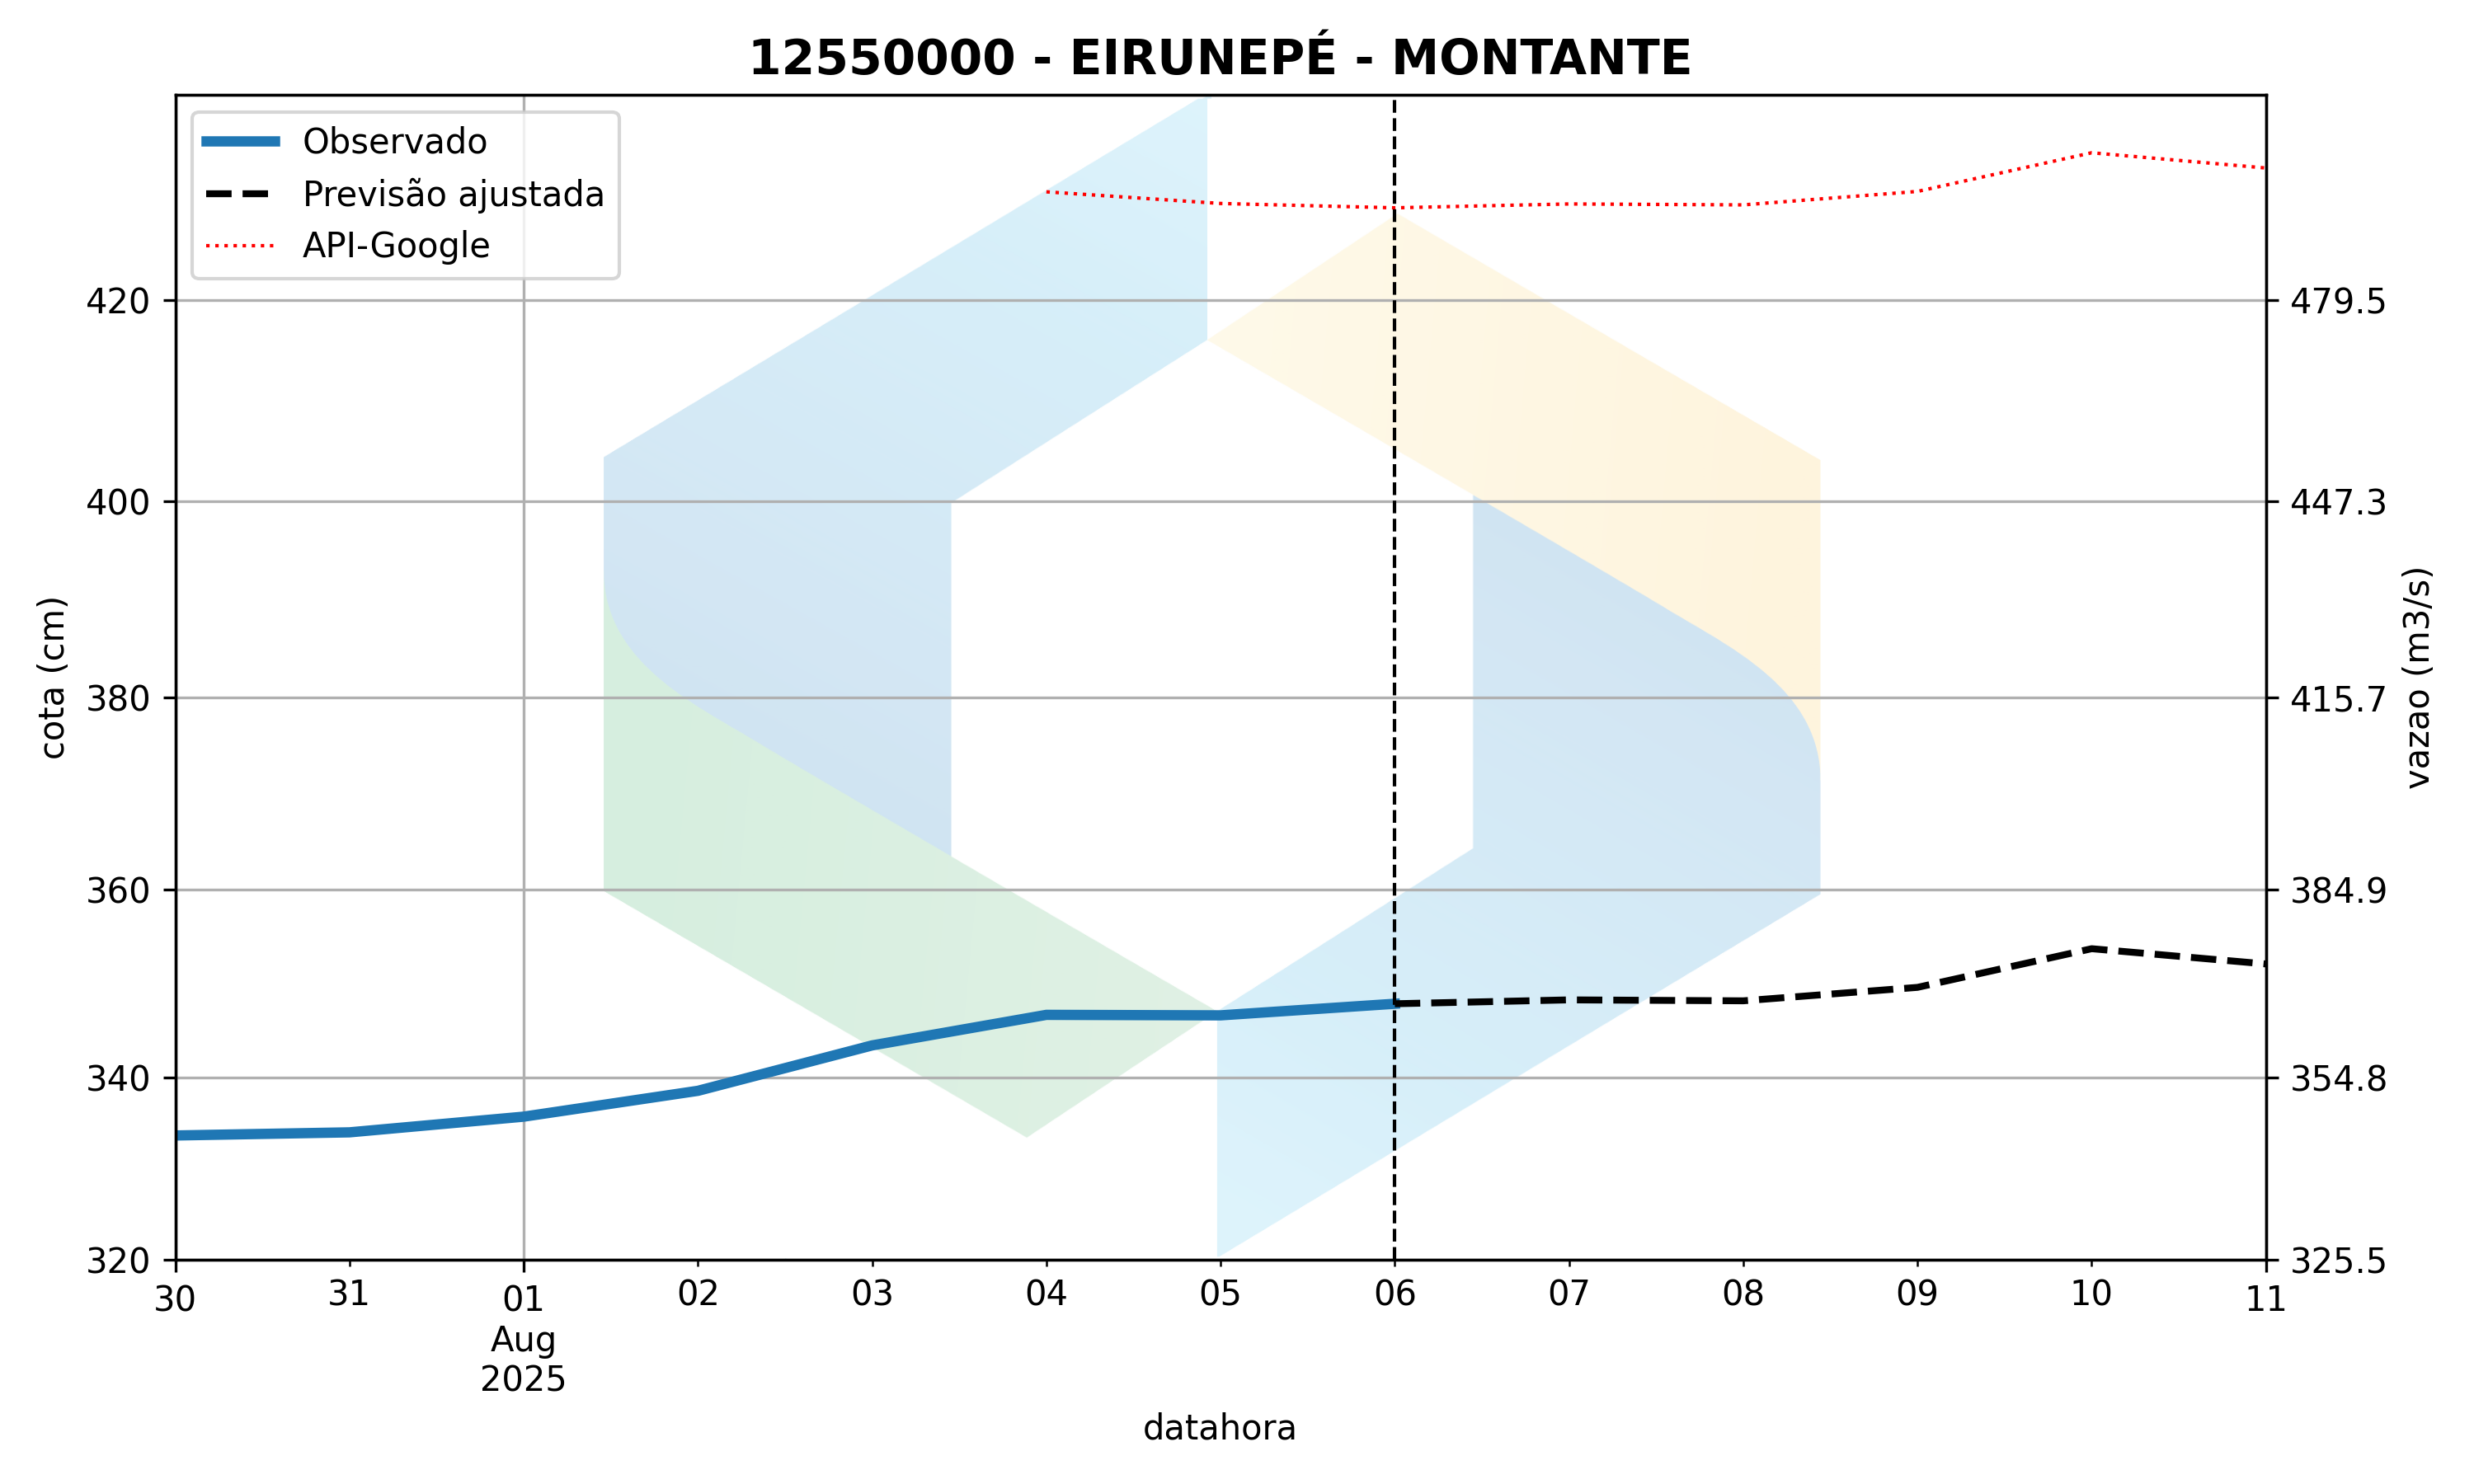 12550000 - EIRUNEPÉ - MONTANTE
Observado
Previsão ajustada
API-Google
420
400
380
360
340
320
cota (cm)
479.5
447.3
415.7
384.9
354.8
325.5
vazao (m3/s)
30 31 01 02 03 04 05 06 07 08 09 10 11
Aug
2025
datahora